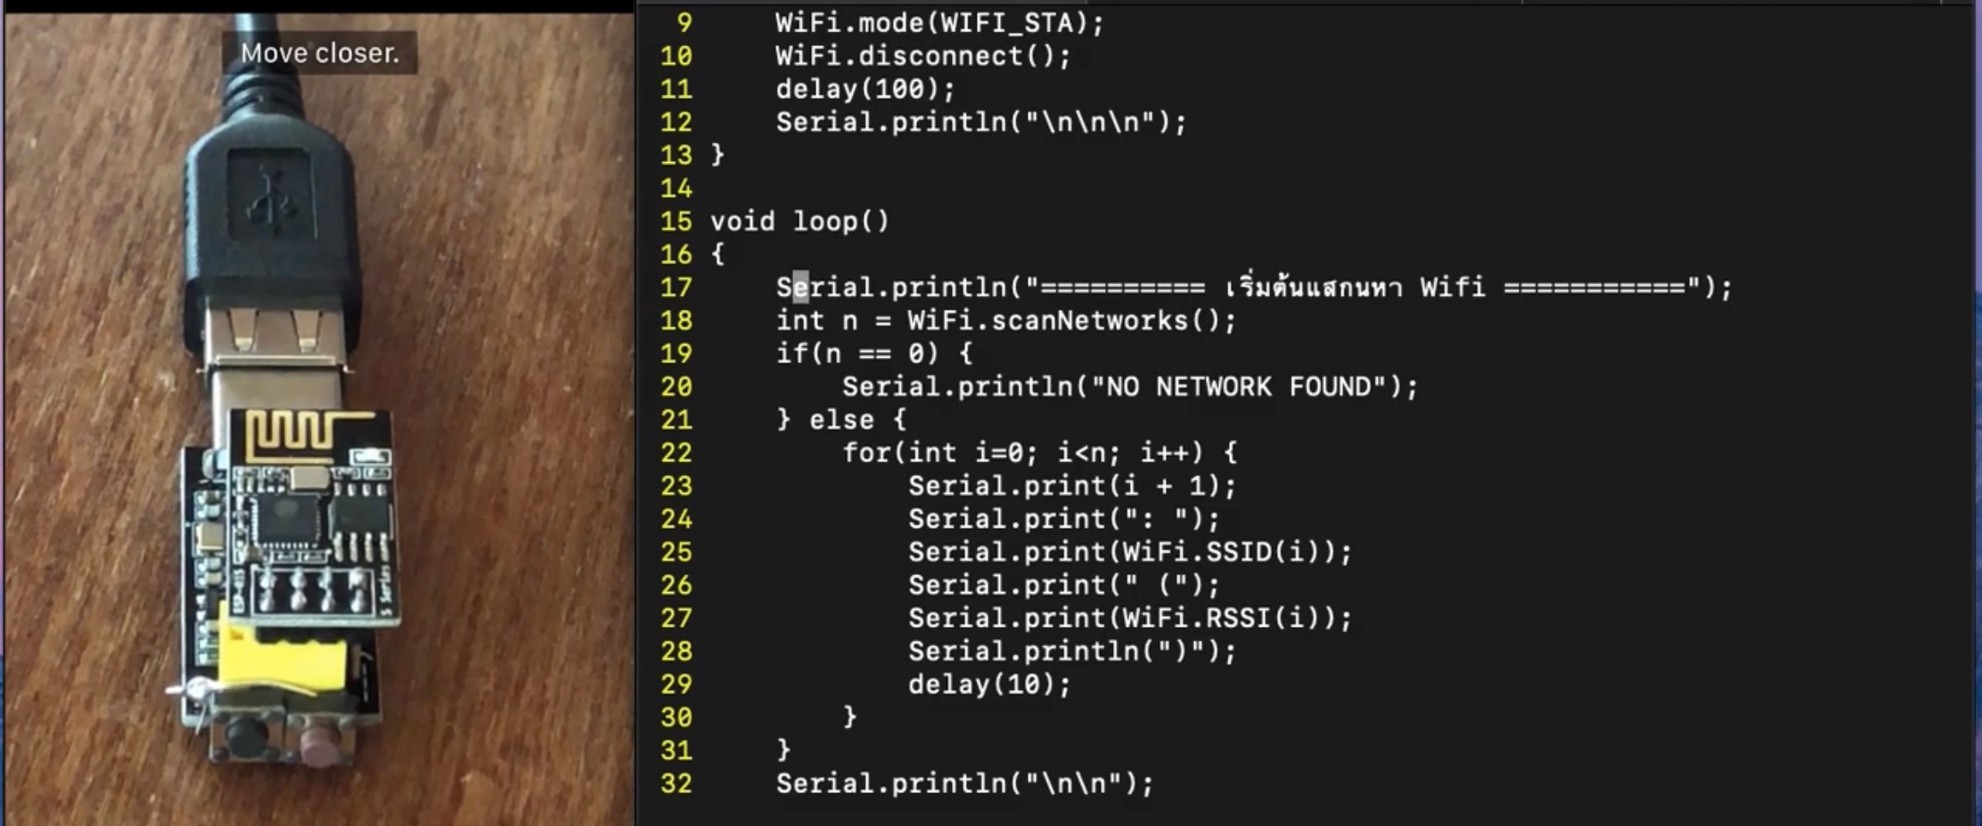 Move closer.
ESP-01S
S Series
9 WiFi.mode(WIFI_STA);
10 WiFi.disconnect();
11 delay(100);
12 Serial.println("\n\n\n");
13 }
14
15 void loop()
16 {
17 Serial.println("========== เริ่มต้นแสกนหา Wifi ===========");
18 int n = WiFi.scanNetworks();
19 if(n == 0) {
20 Serial.println("NO NETWORK FOUND");
21 } else {
22 for(int i=0; i<n; i++) {
23 Serial.print(i + 1);
24 Serial.print(": ");
25 Serial.print(WiFi.SSID(i));
26 Serial.print(" (");
27 Serial.print(WiFi.RSSI(i));
28 Serial.println(")");
29 delay(10);
30 }
31 }
32 Serial.println("\n\n");